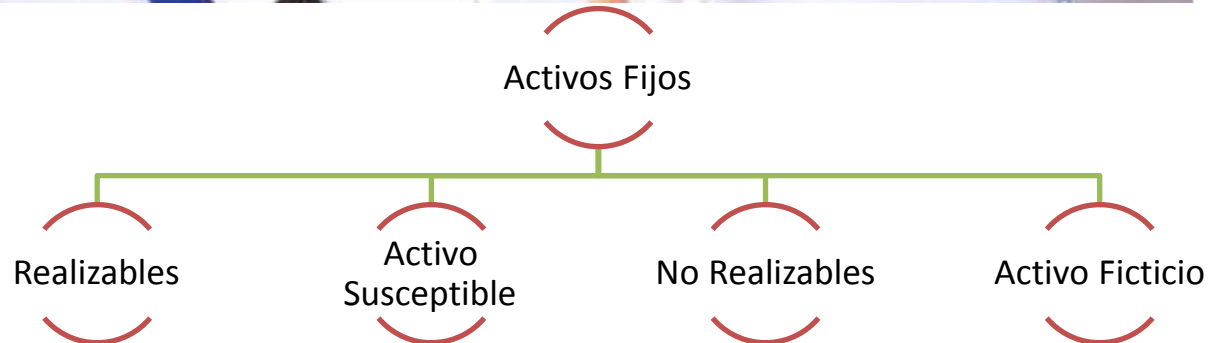 Activos Fijos
Realizables
Activo
Susceptible
No Realizables
Activo Ficticio